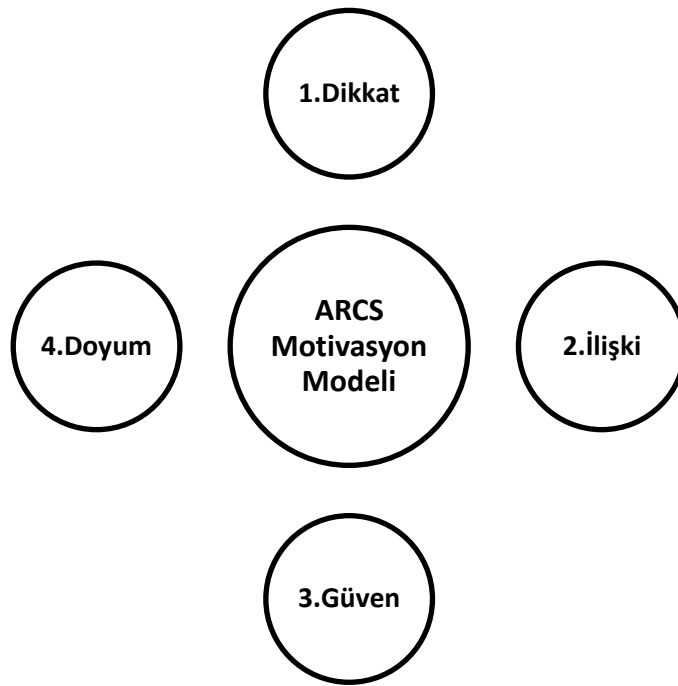 1.Dikkat
4.Doyum
ARCS
Motivasyon
Modeli
2.İlişki
3.Güven